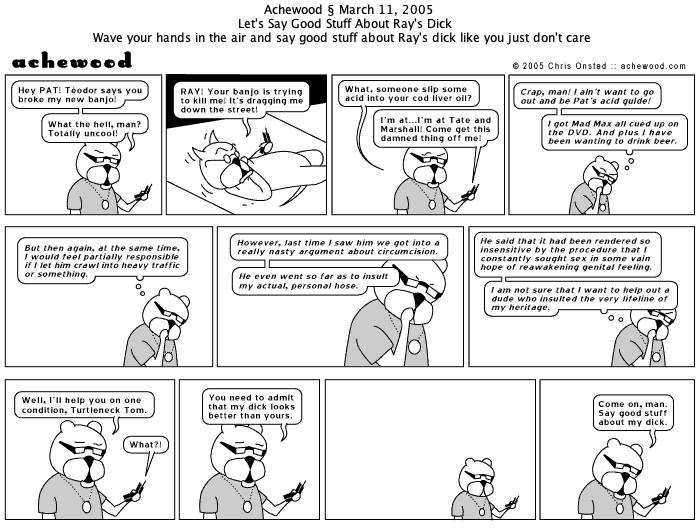 Achewood § March 11, 2005
Let's Say Good Stuff About Ray's Dick
Wave your hands in the air and say good stuff about Ray's dick like you just don't care
achewood
© 2005 Chris Onstad :: achewood.com
Hey PAT! Téodor says you
broke my new banjo!
What the hell, man?
Totally uncool!
RAY! Your banjo is trying
to kill me! It's dragging me
down the street!
What, someone slip some
acid into your cod liver oil?
I'm at...I'm at Tate and
Marshall! Come get this
damned thing off me!
Crap, man! I ain't want to go
out and be Pat's acid guide!
I got Mad Max all cued up on
the DVD. And plus I have
been wanting to drink beer.
But then again, at the same time,
I would feel partially responsible
if I let him crawl into heavy traffic
or something.
However, last time I saw him we got into a
really nasty argument about circumcision.
He even went so far as to insult
my actual, personal hose.
He said that it had been rendered so
insensitive by the procedure that I
constantly sought sex in some vain
hope of reawakening genital feeling.
I am not sure that I want to help out a
dude who insulted the very lifeline of
my heritage.
Well, I'll help you on one
condition, Turtleneck Tom.
What?!
You need to admit
that my dick looks
better than yours.
Come on, man.
Say good stuff
about my dick.